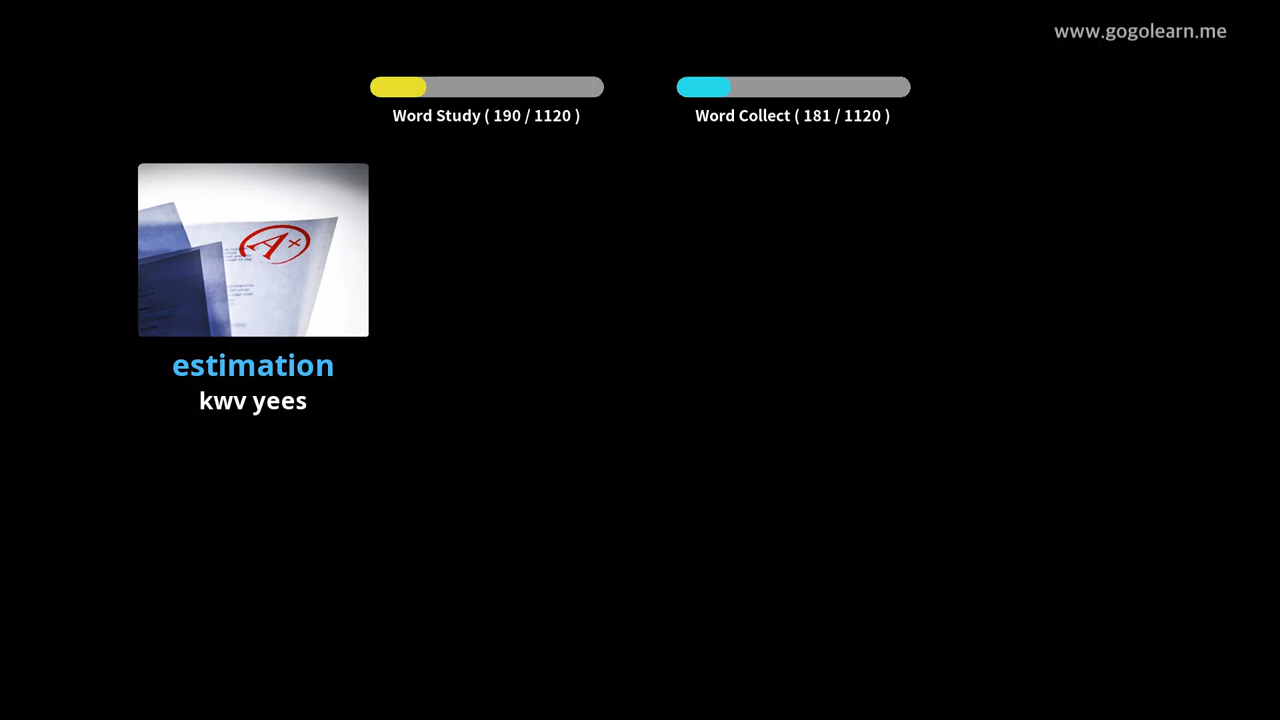 www.gogolearn.me
Word Study ( 190 / 1120 )
Word Collect ( 181 / 1120 )
A+
estimation
kwv yees